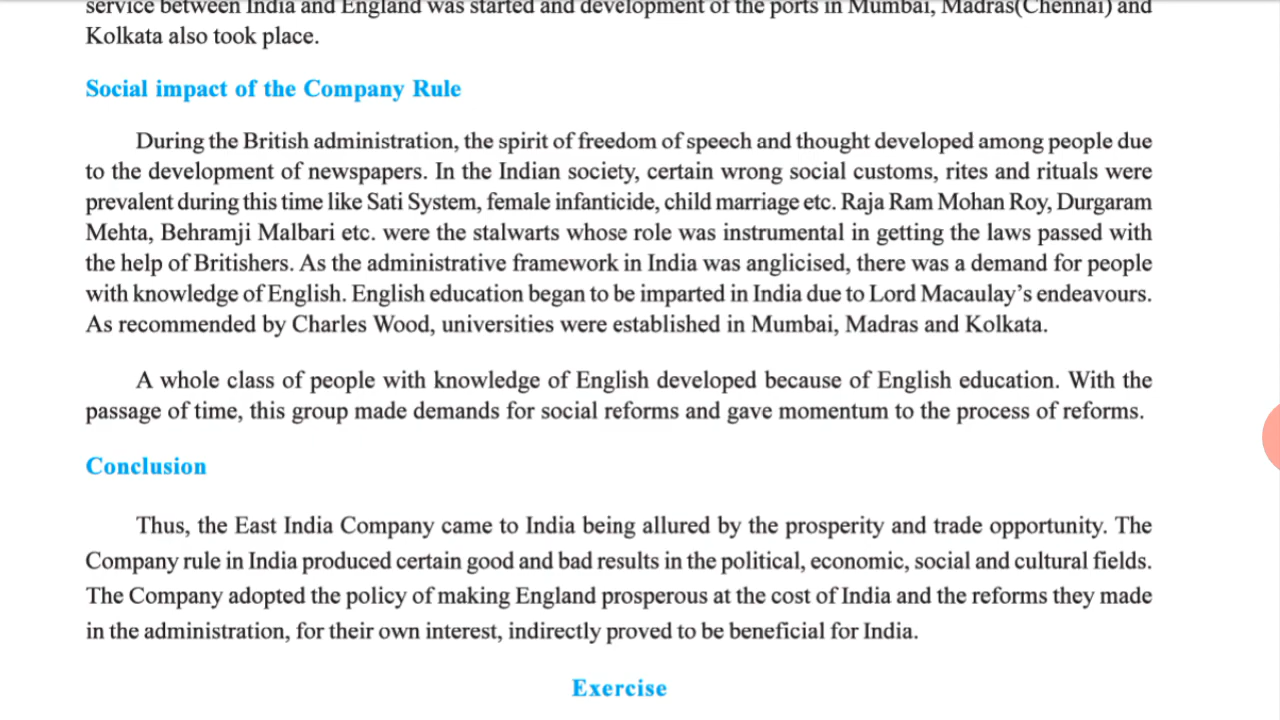 service between India and England was started and development of the ports in Mumbai, Madras(Chennai) and
Kolkata also took place.
Social impact of the Company Rule
During the British administration, the spirit of freedom of speech and thought developed among people due
to the development of newspapers. In the Indian society, certain wrong social customs, rites and rituals were
prevalent during this time like Sati System, female infanticide, child marriage etc. Raja Ram Mohan Roy, Durgaram
Mehta, Behramji Malbari etc. were the stalwarts whose role was instrumental in getting the laws passed with
the help of Britishers. As the administrative framework in India was anglicised, there was a demand for people
with knowledge of English. English education began to be imparted in India due to Lord Macaulay’s endeavours.
As recommended by Charles Wood, universities were established in Mumbai, Madras and Kolkata.
A whole class of people with knowledge of English developed because of English education. With the
passage of time, this group made demands for social reforms and gave momentum to the process of reforms.
Conclusion
Thus, the East India Company came to India being allured by the prosperity and trade opportunity. The
Company rule in India produced certain good and bad results in the political, economic, social and cultural fields.
The Company adopted the policy of making England prosperous at the cost of India and the reforms they made
in the administration, for their own interest, indirectly proved to be beneficial for India.
Exercise